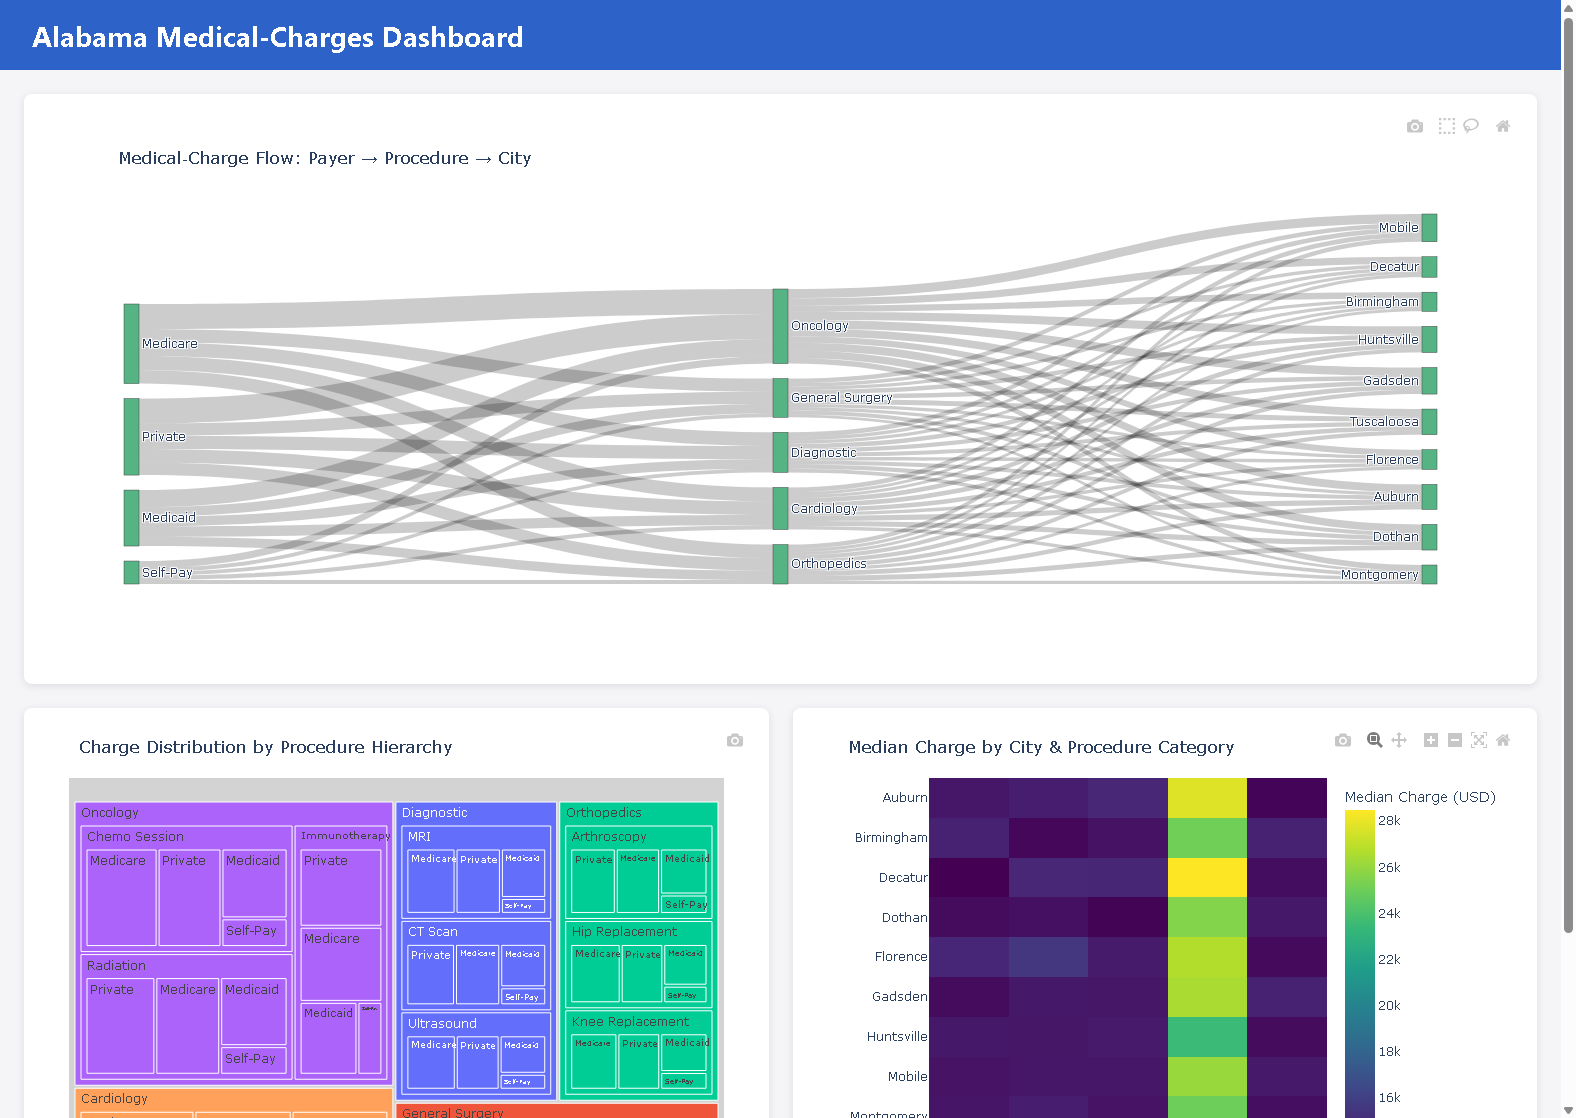 Alabama Medical-Charges Dashboard
Medical-Charge Flow: Payer → Procedure → City
Medicare
Private
Medicaid
Self-Pay
Oncology
General Surgery
Diagnostic
Cardiology
Orthopedics
Mobile
Decatur
Birmingham
Huntsville
Gadsden
Tuscaloosa
Florence
Auburn
Dothan
Montgomery
Charge Distribution by Procedure Hierarchy
Oncology
Chemo Session
Medicare
Private
Medicaid
Self-Pay
Immunotherapy
Private
Medicare
Medicaid
Self-Pay
Radiation
Private
Medicare
Medicaid
Self-Pay
Cardiology
Diagnostic
MRI
Medicare
Private
Medicaid
Self-Pay
CT Scan
Private
Medicare
Medicaid
Self-Pay
Ultrasound
Medicare
Private
Medicaid
Self-Pay
Orthopedics
Arthroscopy
Private
Medicare
Medicaid
Self-Pay
Hip Replacement
Medicare
Private
Medicaid
Self-Pay
Knee Replacement
Medicare
Private
Medicaid
Self-Pay
General Surgery
Median Charge by City & Procedure Category
Auburn
Birmingham
Decatur
Dothan
Florence
Gadsden
Huntsville
Mobile
Montgomery
Median Charge (USD)
28k
26k
24k
22k
20k
18k
16k